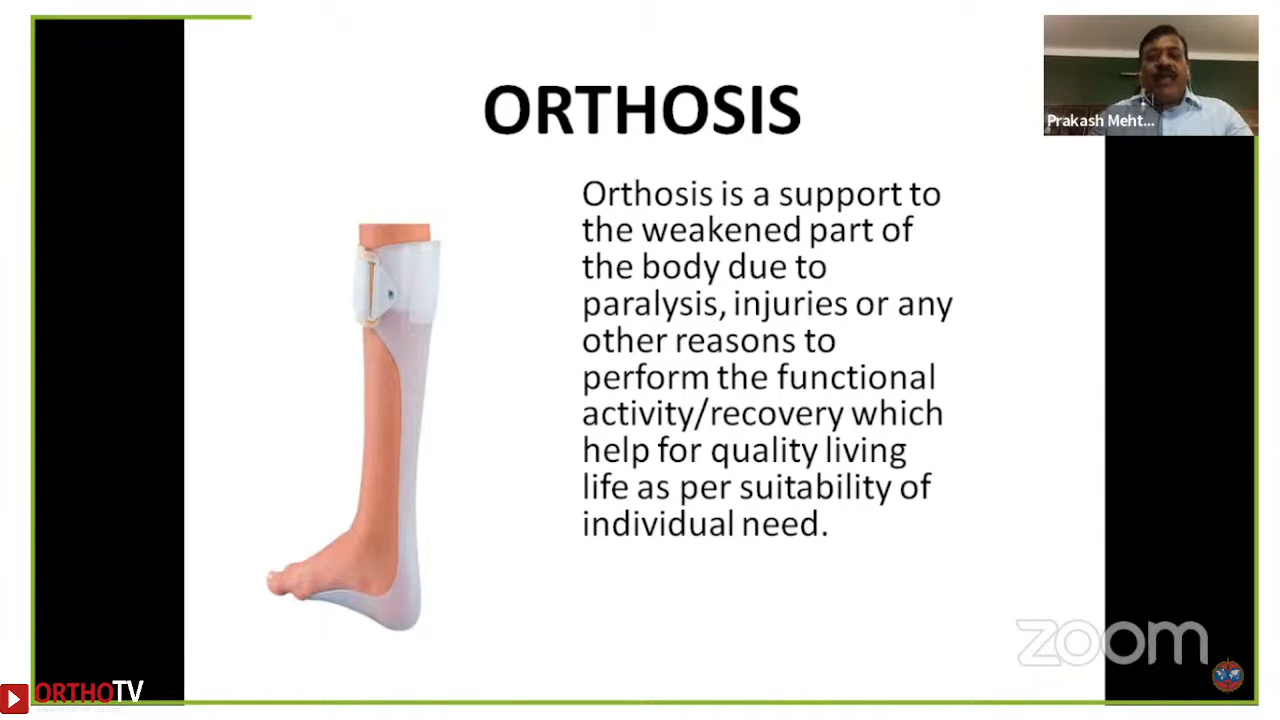 ORTHOSIS
Prakash Meht...
Orthosis is a support to
the weakened part of
the body due to
paralysis, injuries or any
other reasons to
perform the functional
activity/recovery which
help for quality living
life as per suitability of
individual need.
zoom
ORTHOTV